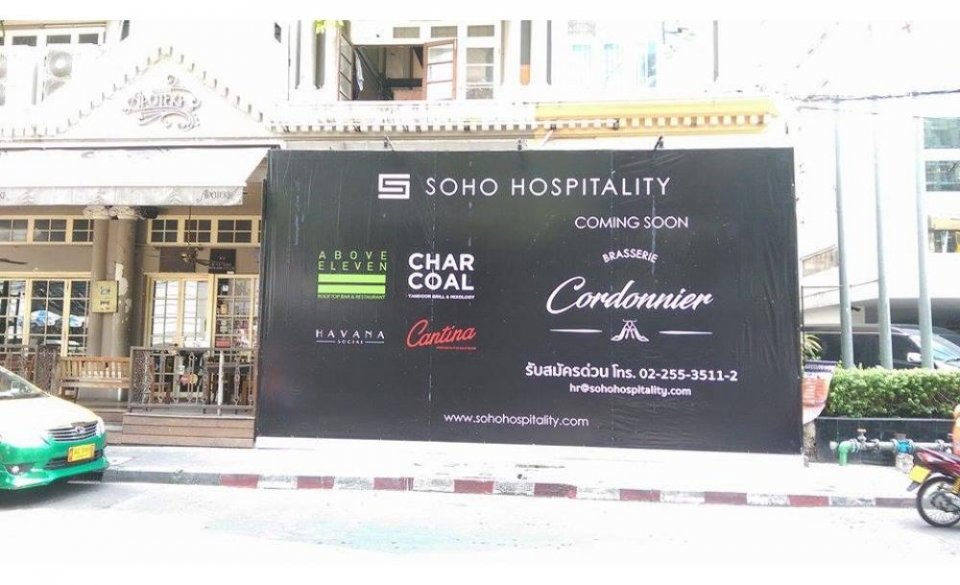 SOHO HOSPITALITY
COMING SOON
ABOVE
ELEVEN
ROOFTOP BAR & RESTAURANT
CHAR
COAL
TANDOOR GRILL & MIXOLOGY
HAVANA
SOCIAL
Cantina
BRASSERIE
Cordonnier
รับสมัครด่วน โทร. 02-255-3511-2
hr@sohohospitality.com
www.sohohospitality.com